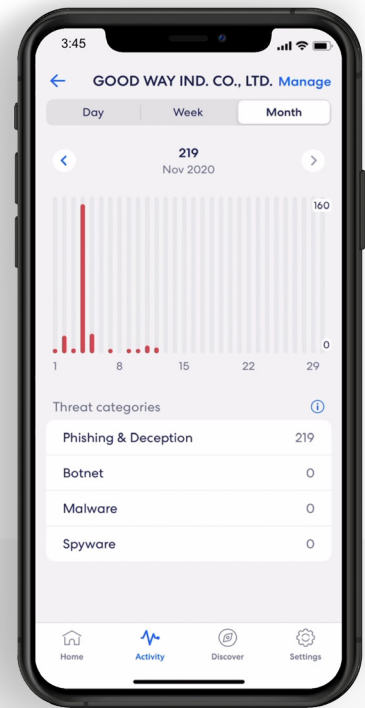 3:45
GOOD WAY IND. CO., LTD. Manage
Day Week Month
219
Nov 2020
160
0
1 8 15 22 29
Threat categories
Phishing & Deception 219
Botnet 0
Malware 0
Spyware 0
Home Activity Discover Settings